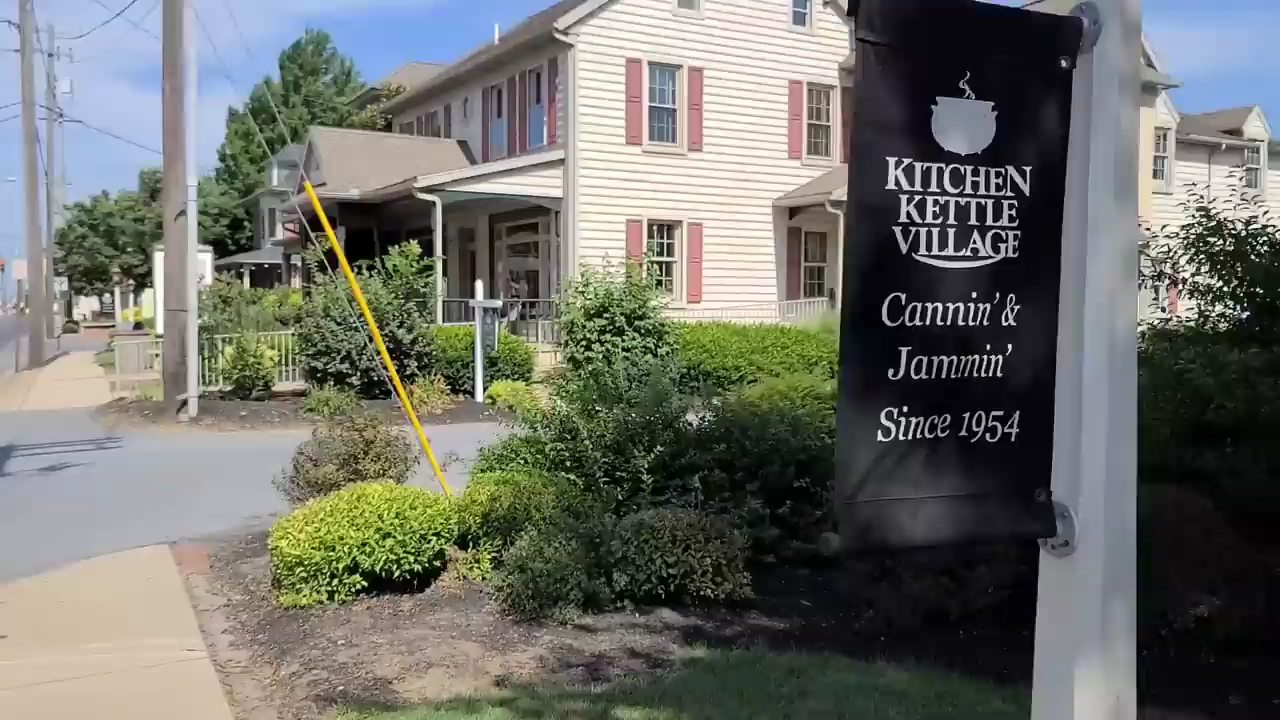 KITCHEN
KETTLE
VILLAGE
Cannin' &
Jammin'
Since 1954